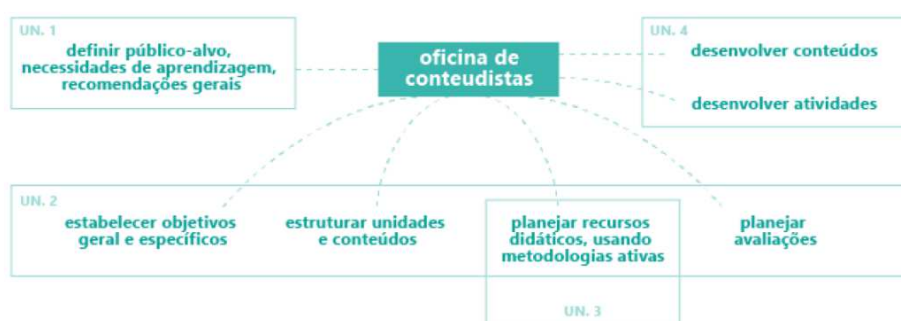 UN. 1
definir público-alvo,
necessidades de aprendizagem,
recomendações gerais
oficina de
conteudistas
UN. 4
desenvolver conteúdos
desenvolver atividades
UN. 2
estabelecer objetivos
geral e específicos
estruturar unidades
e conteúdos
planejar recursos
didáticos, usando
metodologias ativas
planejar
avaliações
UN. 3